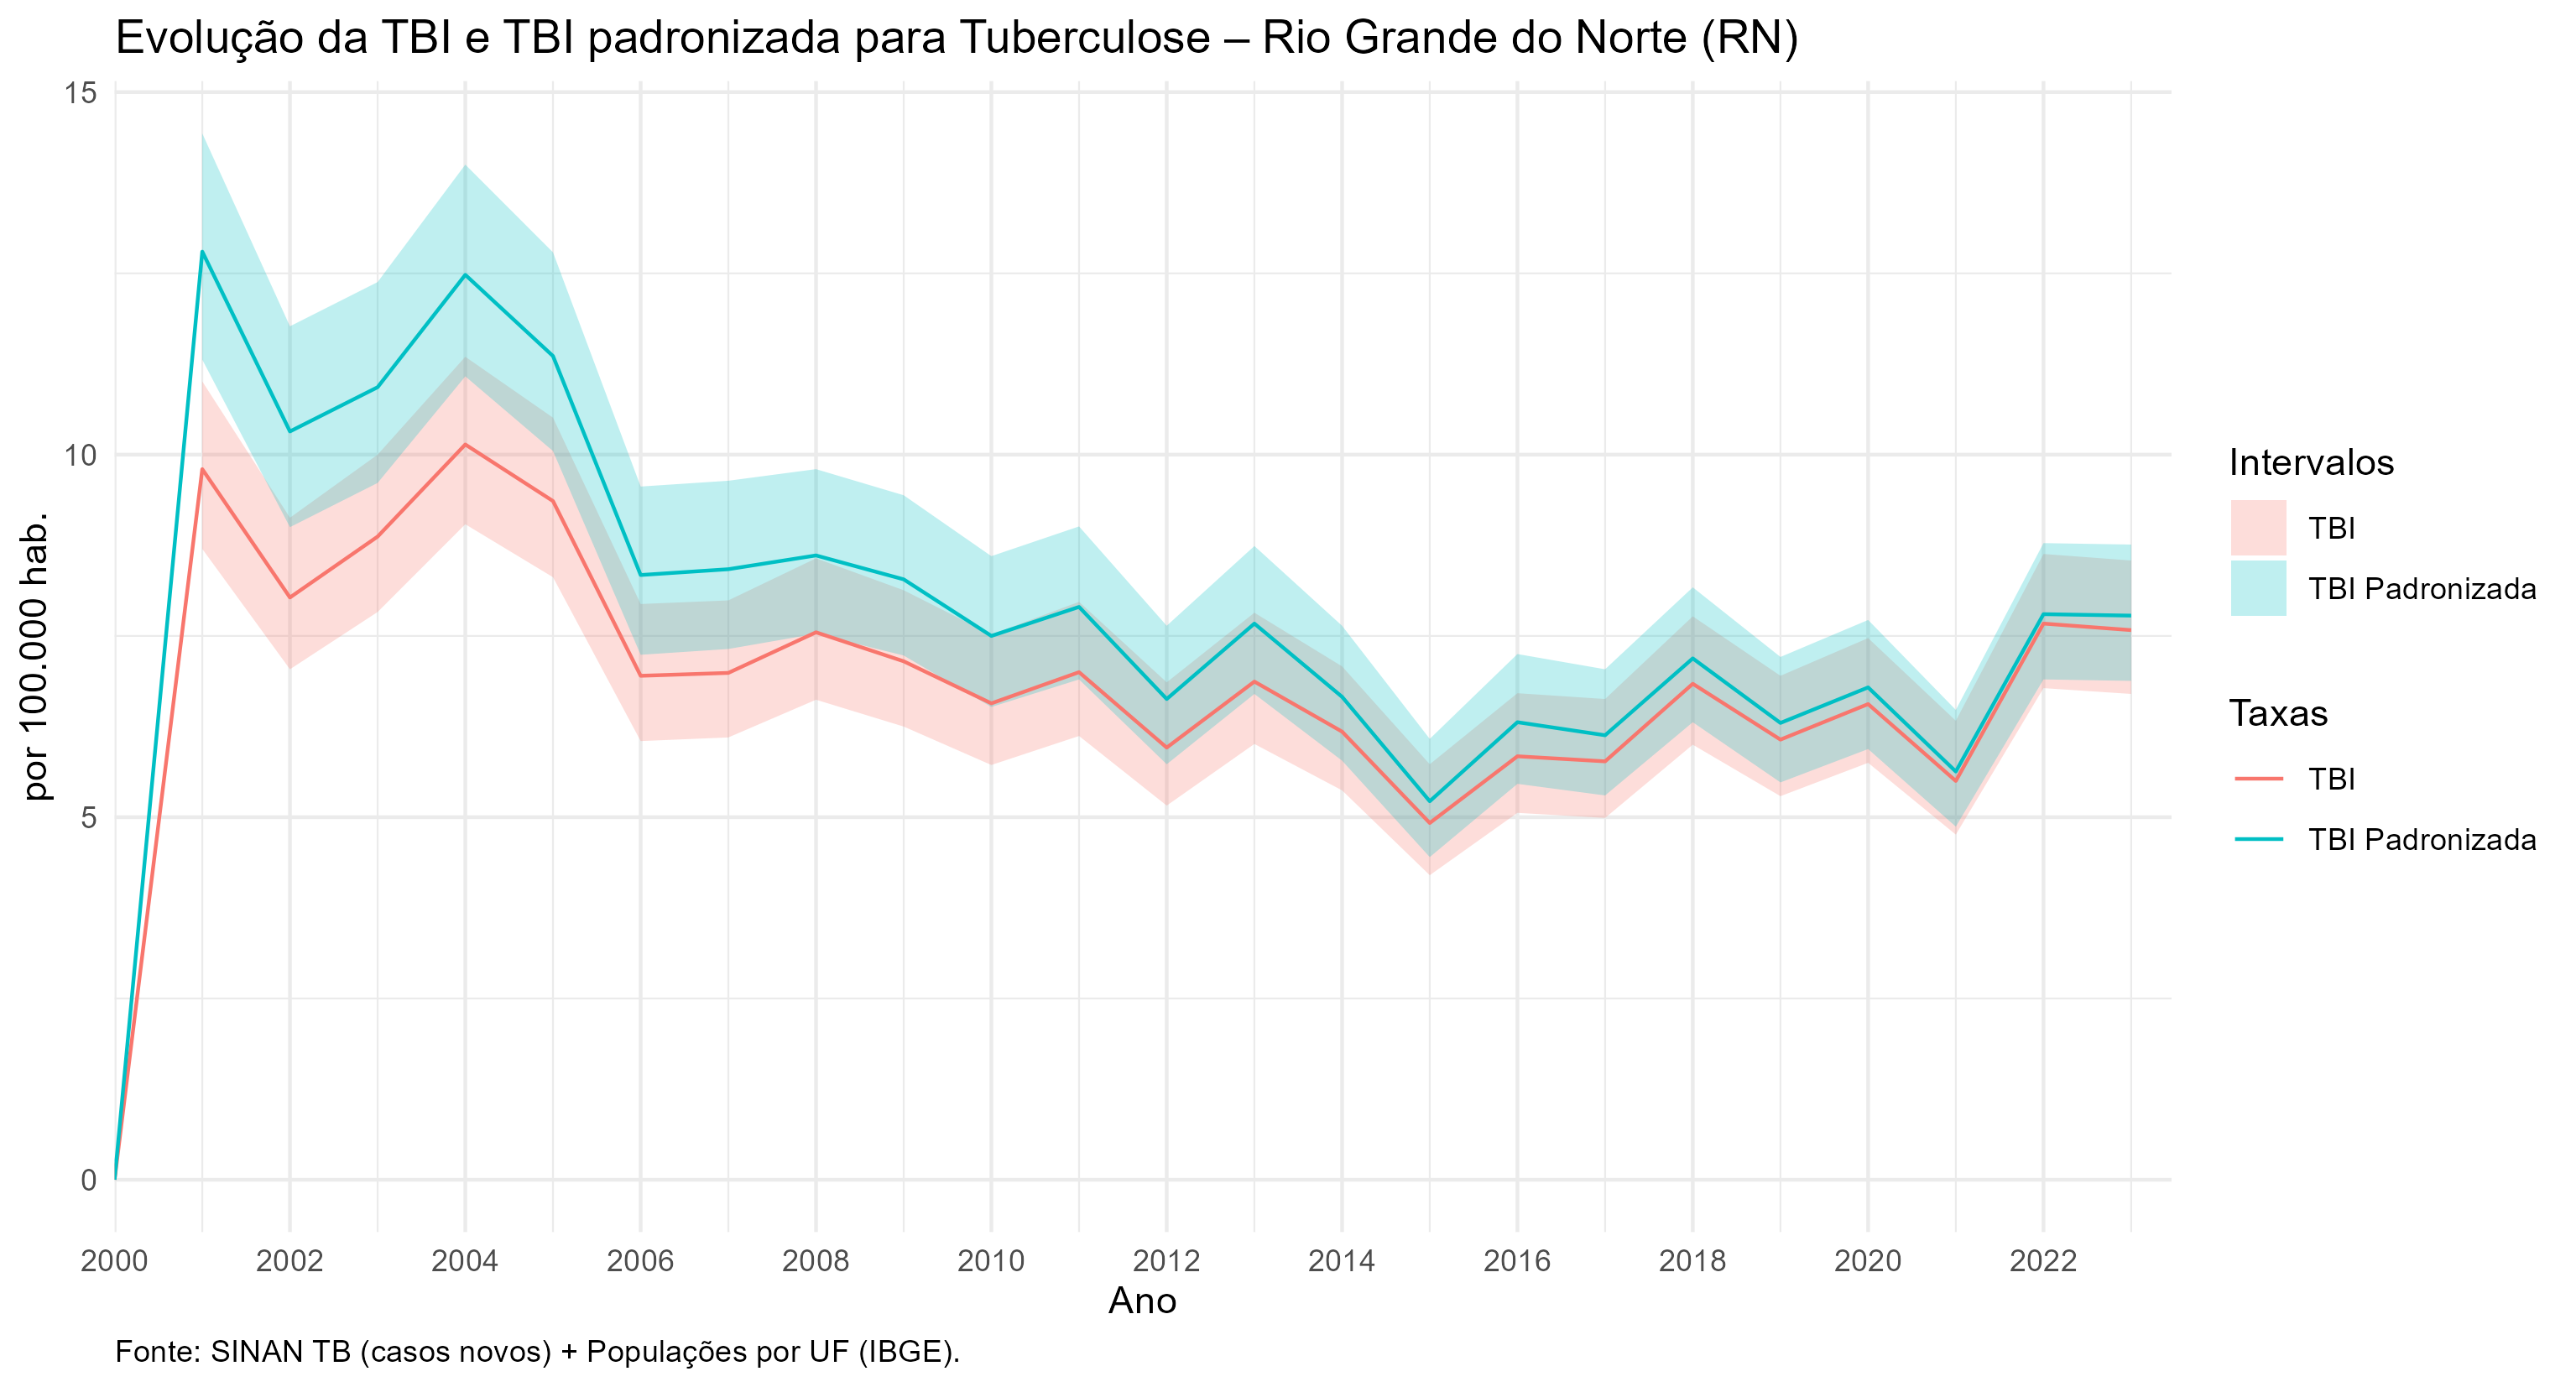 Evolução da TBI e TBI padronizada para Tuberculose – Rio Grande do Norte (RN)
15
10
5
0
por 100.000 hab.
2000 2002 2004 2006 2008 2010 2012 2014 2016 2018 2020 2022
Ano
Intervalos
TBI
TBI Padronizada
Taxas
TBI
TBI Padronizada
Fonte: SINAN TB (casos novos) + Populações por UF (IBGE).